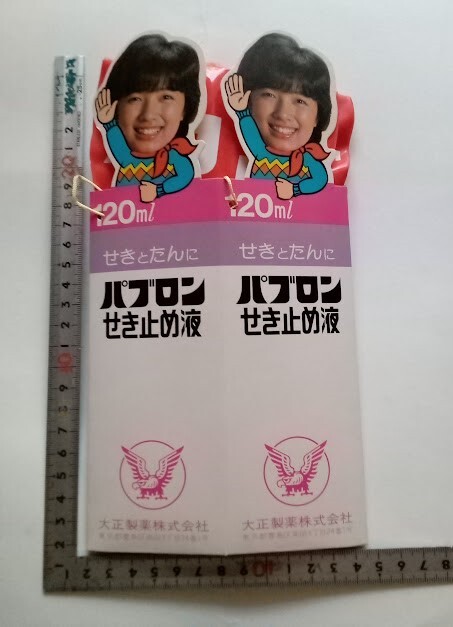 120ml
せきとたんに
パブロン
せき止め液
大正製薬株式会社
120ml
せきとたんに
パブロン
せき止め液
大正製薬株式会社